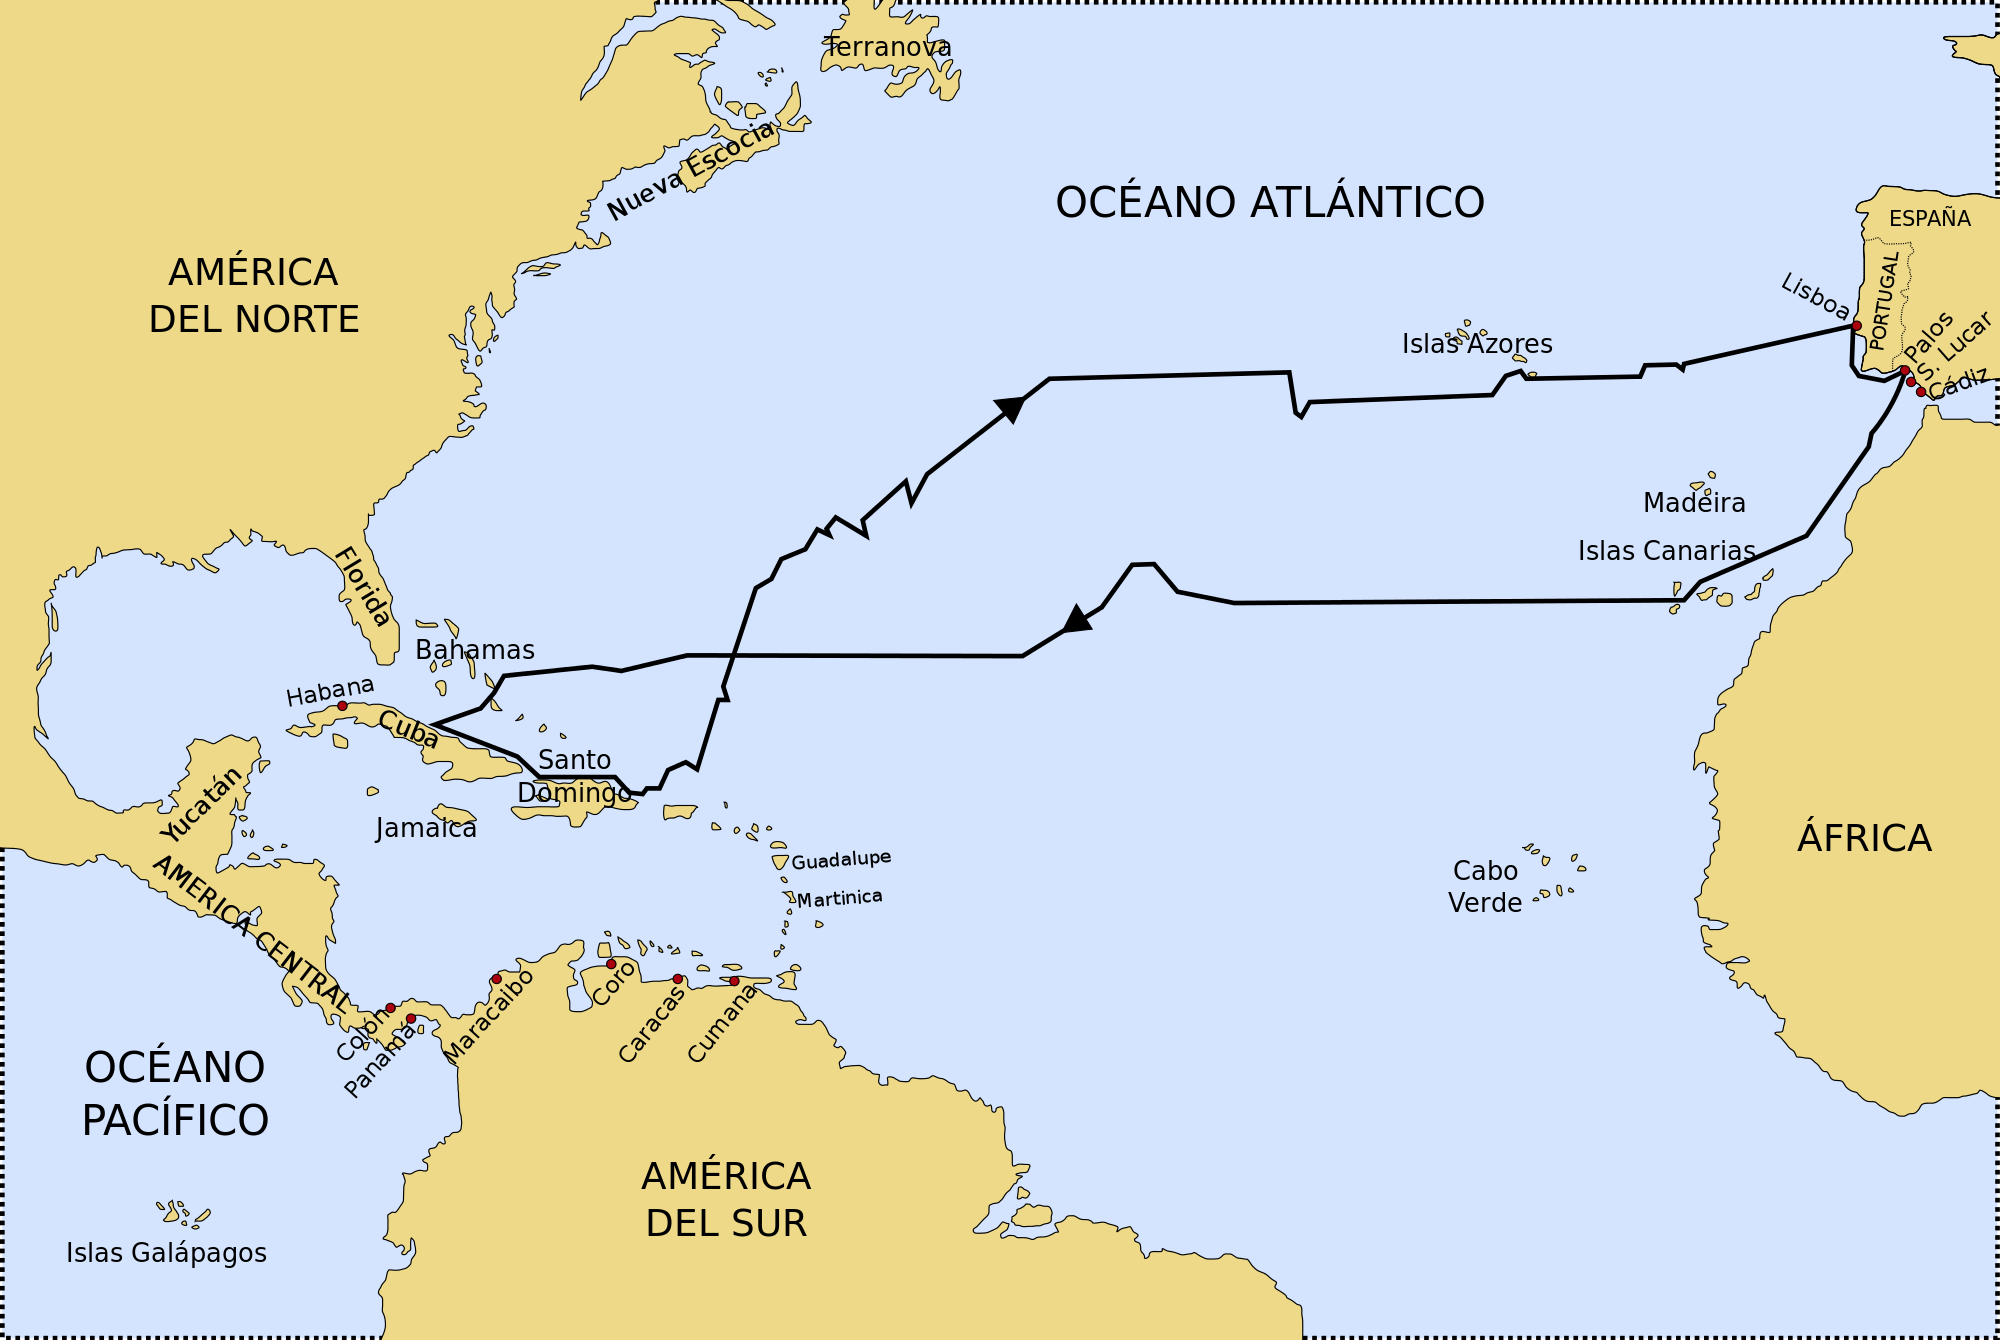 Terranova
Nueva Escocia
OCÉANO ATLÁNTICO
ESPAÑA
AMÉRICA
DEL NORTE
PORTUGAL
Lisboa
Palos
S. Lucar
Cádiz
Islas Azores
Madeira
Islas Canarias
Florida
Bahamas
Habana
Cuba
Santo
Domingo
Yucatán
Jamaica
ÁFRICA
Guadalupe
Martinica
Cabo
Verde
AMERICA CENTRAL
Colón
Panamá
Maracaibo
Coro
Caracas
Cumana
OCÉANO
PACÍFICO
AMÉRICA
DEL SUR
Islas Galápagos